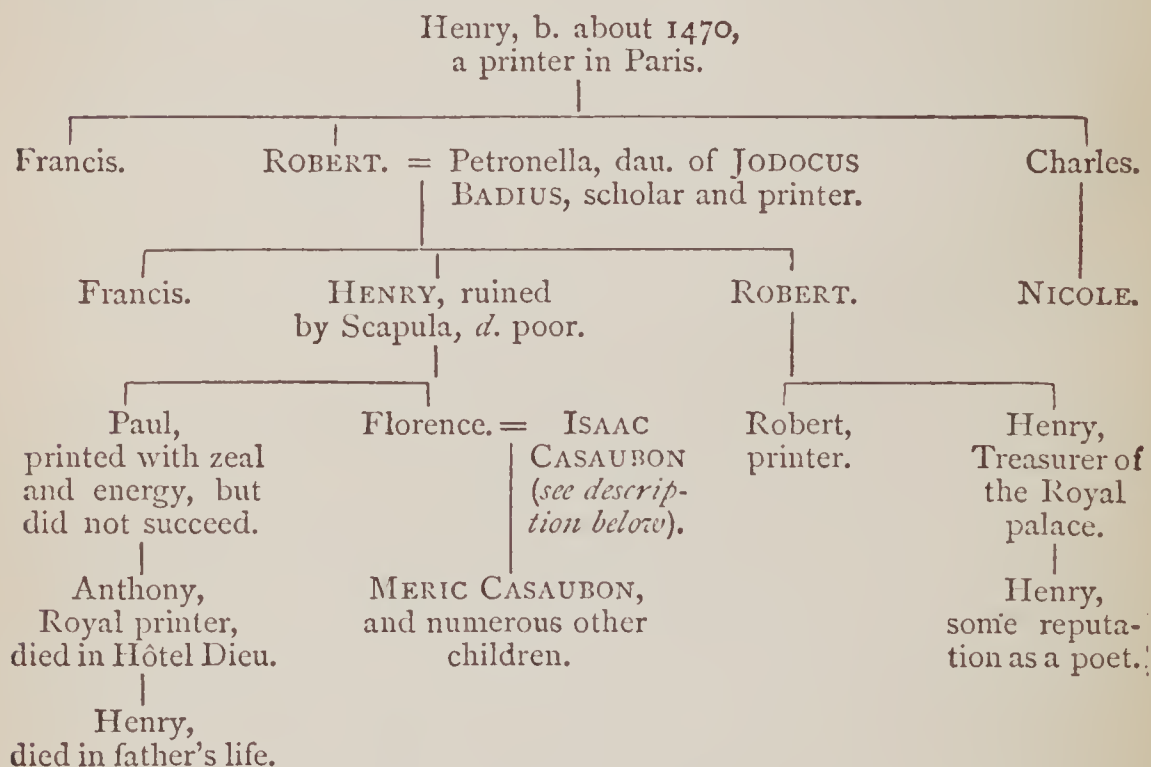 Henry, b. about 1470,
a printer in Paris.
Francis.
ROBERT. = Petronella, dau. of JODOCUS
BADIUS, scholar and printer.
Charles.
Francis.
HENRY, ruined
by Scapula, d. poor.
ROBERT.
NICOLE.
Paul,
printed with zeal
and energy, but
did not succeed.
Florence. = ISAAC
CASAUBON
(see descrip-
tion below).
Robert,
printer.
Henry,
Treasurer of
the Royal
palace.
Anthony,
Royal printer,
died in Hôtel Dieu.
MERIC CASAUBON,
and numerous other
children.
Henry,
some reputa-
tion as a poet.
Henry,
died in father's life.